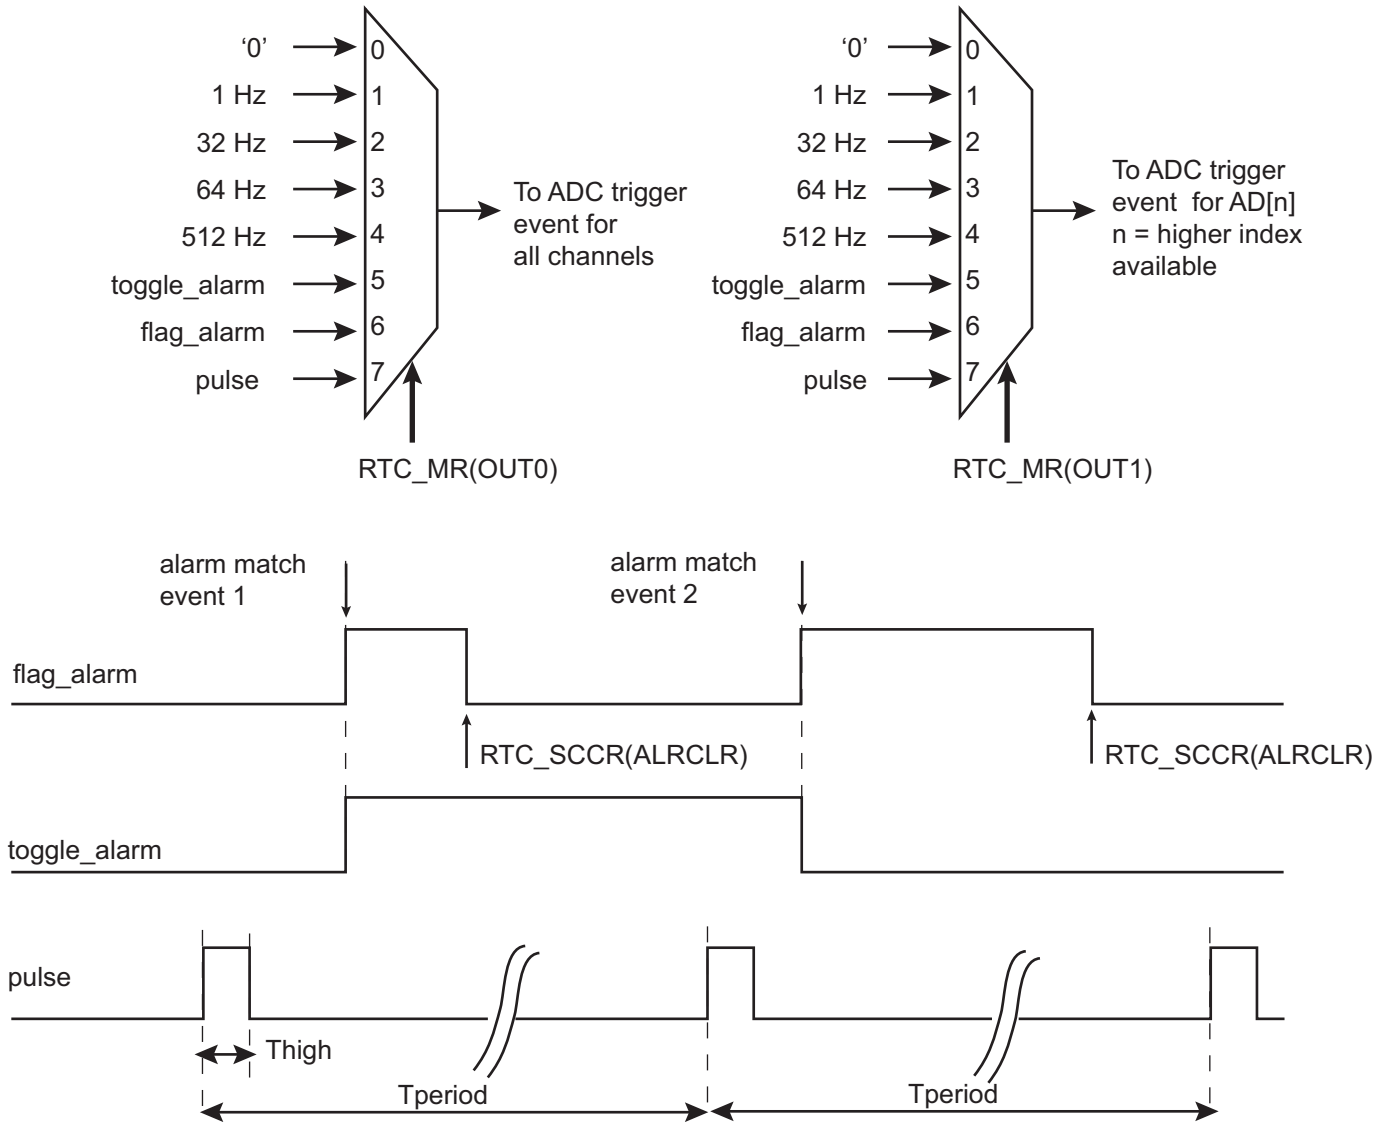 ‘0’ 0
1 Hz 1
32 Hz 2
64 Hz 3
512 Hz 4
toggle_alarm 5
flag_alarm 6
pulse 7
To ADC trigger
event for
all channels
RTC_MR(OUT0)
‘0’ 0
1 Hz 1
32 Hz 2
64 Hz 3
512 Hz 4
toggle_alarm 5
flag_alarm 6
pulse 7
To ADC trigger
event for AD[n]
n = higher index
available
RTC_MR(OUT1)
alarm match
event 1
alarm match
event 2
flag_alarm
RTC_SCCR(ALRCLR)
RTC_SCCR(ALRCLR)
toggle_alarm
pulse
Thigh
Tperiod
Tperiod